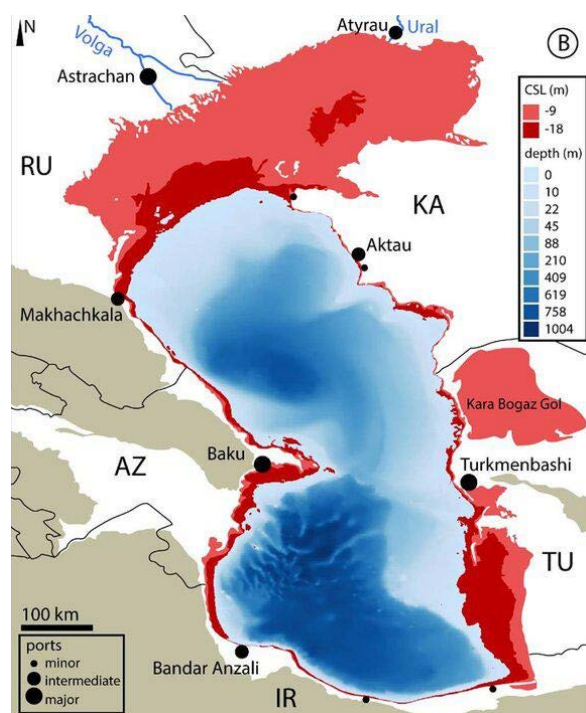 N
Atyrau
Ural
B
Volga
Astrachan
CSL (m)
-9
-18
depth (m)
0
10
22
45
88
210
409
619
758
1004
RU
KA
Aktau
Makhachkala
Kara Bogaz Gol
Baku
AZ
Turkmenbashi
TU
100 km
ports
minor
intermediate
major
Bandar Anzali
IR